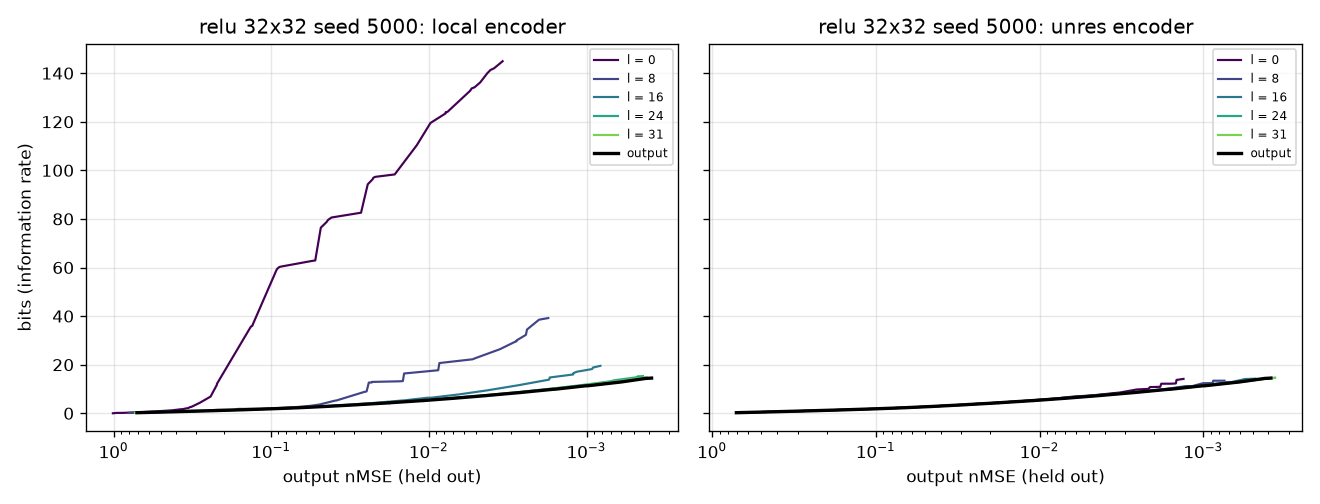 relu 32x32 seed 5000: local encoder
bits (information rate)
140
120
100
80
60
40
20
0
10^0
10^-1
10^-2
10^-3
output nMSE (held out)
l = 0
l = 8
l = 16
l = 24
l = 31
output
relu 32x32 seed 5000: unres encoder
10^0
10^-1
10^-2
10^-3
output nMSE (held out)
l = 0
l = 8
l = 16
l = 24
l = 31
output